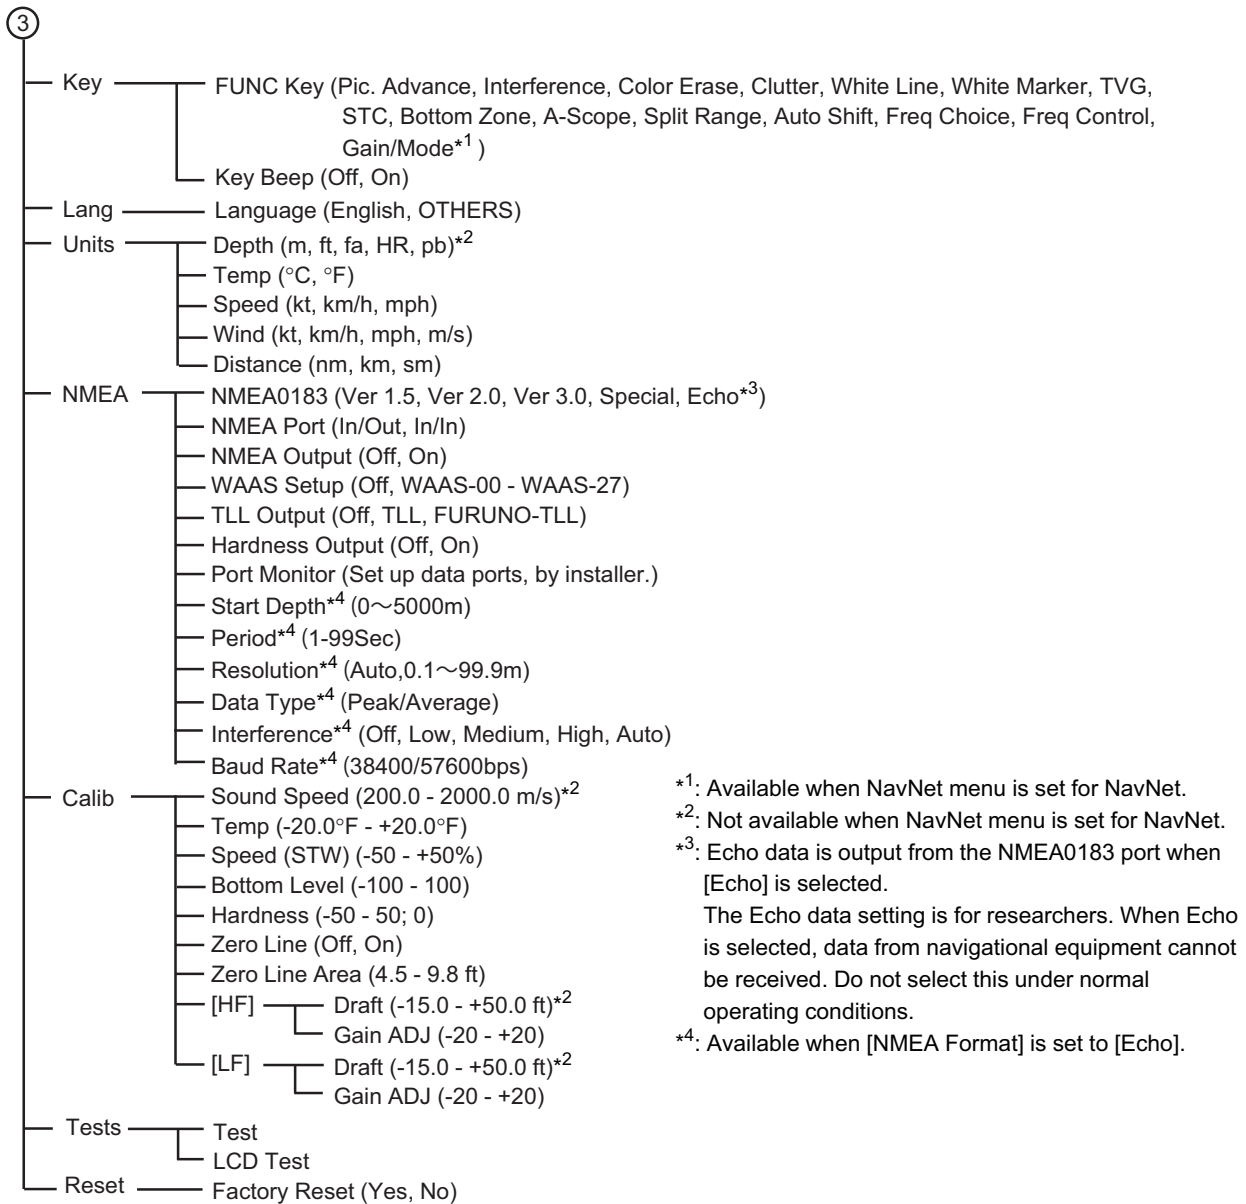 3
Key
FUNC Key (Pic. Advance, Interference, Color Erase, Clutter, White Line, White Marker, TVG,
STC, Bottom Zone, A-Scope, Split Range, Auto Shift, Freq Choice, Freq Control,
Gain/Mode*1 )
Key Beep (Off, On)
Lang
Language (English, OTHERS)
Units
Depth (m, ft, fa, HR, pb)*2
Temp (°C, °F)
Speed (kt, km/h, mph)
Wind (kt, km/h, mph, m/s)
Distance (nm, km, sm)
NMEA
NMEA0183 (Ver 1.5, Ver 2.0, Ver 3.0, Special, Echo*3)
NMEA Port (In/Out, In/In)
NMEA Output (Off, On)
WAAS Setup (Off, WAAS-00 - WAAS-27)
TLL Output (Off, TLL, FURUNO-TLL)
Hardness Output (Off, On)
Port Monitor (Set up data ports, by installer.)
Start Depth*4 (0～5000m)
Period*4 (1-99Sec)
Resolution*4 (Auto,0.1～99.9m)
Data Type*4 (Peak/Average)
Interference*4 (Off, Low, Medium, High, Auto)
Baud Rate*4 (38400/57600bps)
Calib
Sound Speed (200.0 - 2000.0 m/s)*2
Temp (-20.0°F - +20.0°F)
Speed (STW) (-50 - +50%)
Bottom Level (-100 - 100)
Hardness (-50 - 50; 0)
Zero Line (Off, On)
Zero Line Area (4.5 - 9.8 ft)
[HF]
Draft (-15.0 - +50.0 ft)*2
Gain ADJ (-20 - +20)
[LF]
Draft (-15.0 - +50.0 ft)*2
Gain ADJ (-20 - +20)
Tests
Test
LCD Test
Reset
Factory Reset (Yes, No)
*1: Available when NavNet menu is set for NavNet.
*2: Not available when NavNet menu is set for NavNet.
*3: Echo data is output from the NMEA0183 port when
[Echo] is selected.
The Echo data setting is for researchers. When Echo
is selected, data from navigational equipment cannot
be received. Do not select this under normal
operating conditions.
*4: Available when [NMEA Format] is set to [Echo].